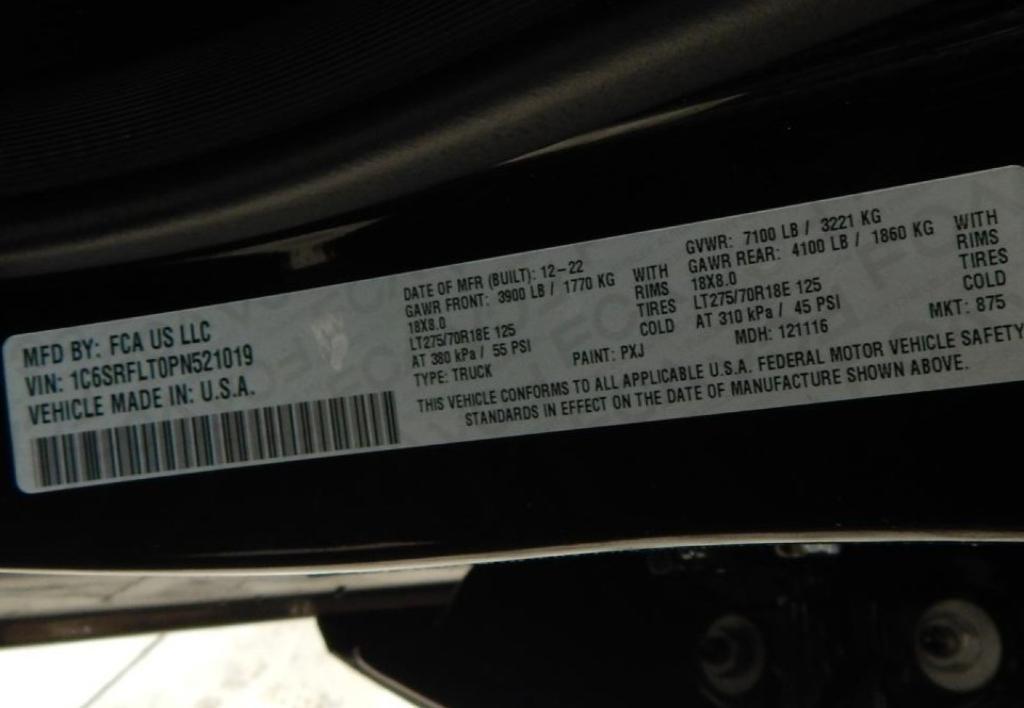 MFD BY: FCA US LLC
VIN: 1C6SRFLT0PN521019
VEHICLE MADE IN: U.S.A.
DATE OF MFR (BUILT): 12-22
GAWR FRONT: 3900 LB / 1770 KG WITH
18X8.0 RIMS
LT275/70R18E 125 TIRES
AT 380 kPa / 55 PSI COLD
TYPE: TRUCK PAINT: PXJ
GVWR: 7100 LB / 3221 KG
GAWR REAR: 4100 LB / 1860 KG WITH
18X8.0 RIMS
LT275/70R18E 125 TIRES
AT 310 kPa / 45 PSI COLD
MDH: 121116 MKT: 875
THIS VEHICLE CONFORMS TO ALL APPLICABLE U.S.A. FEDERAL MOTOR VEHICLE SAFETY
STANDARDS IN EFFECT ON THE DATE OF MANUFACTURE SHOWN ABOVE.